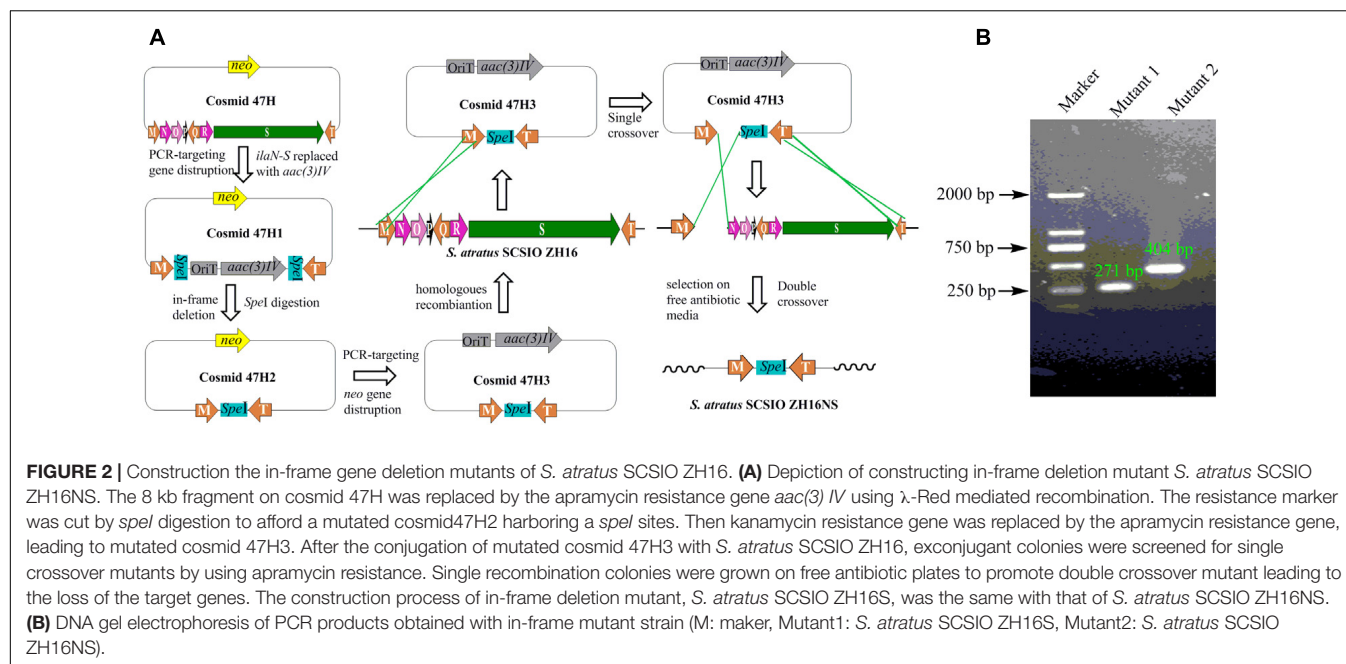 A
neo
Cosmid 47H
M N O P Q R S T
PCR-targeting
gene distruption
ilaN-S replaced
with aac(3)IV
neo
Cosmid 47H1
M SpeI OriT aac(3)IV SpeI T
in-frame
deletion
SpeI digestion
neo
Cosmid 47H2
M SpeI T
PCR-targeting
neo gene
distruption
OriT aac(3)IV
Cosmid 47H3
M SpeI T
homologues
recombiantion
M N O P Q R S T
S. atratus SCSIO ZH16
OriT aac(3)IV
Cosmid 47H3
M SpeI T
Single
crossover
OriT aac(3)IV
Cosmid 47H3
M SpeI T
N O P Q R S T
selection on
free antibiotic
media
Double
crossover
M SpeI T
S. atratus SCSIO ZH16NS
B
Marker
Mutant 1
Mutant 2
2000 bp
750 bp
250 bp
271 bp
404 bp
FIGURE 2 | Construction the in-frame gene deletion mutants of S. atratus SCSIO ZH16. (A) Depiction of constructing in-frame deletion mutant S. atratus SCSIO
ZH16NS. The 8 kb fragment on cosmid 47H was replaced by the apramycin resistance gene aac(3) IV using λ-Red mediated recombination. The resistance marker
was cut by speI digestion to afford a mutated cosmid47H2 harboring a speI sites. Then kanamycin resistance gene was replaced by the apramycin resistance gene,
leading to mutated cosmid 47H3. After the conjugation of mutated cosmid 47H3 with S. atratus SCSIO ZH16, exconjugant colonies were screened for single
crossover mutants by using apramycin resistance. Single recombination colonies were grown on free antibiotic plates to promote double crossover mutant leading to
the loss of the target genes. The construction process of in-frame deletion mutant, S. atratus SCSIO ZH16S, was the same with that of S. atratus SCSIO ZH16NS.
(B) DNA gel electrophoresis of PCR products obtained with in-frame mutant strain (M: maker, Mutant1: S. atratus SCSIO ZH16S, Mutant2: S. atratus SCSIO
ZH16NS).